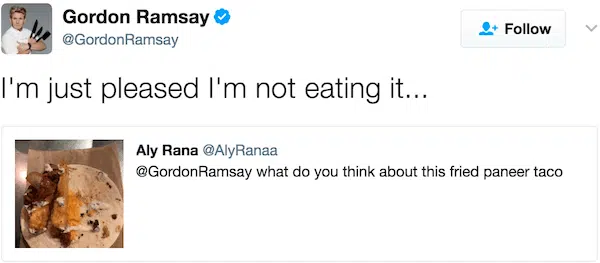 Gordon Ramsay
@GordonRamsay
Follow
I'm just pleased I'm not eating it...
Aly Rana @AlyRanaa
@GordonRamsay what do you think about this fried paneer taco